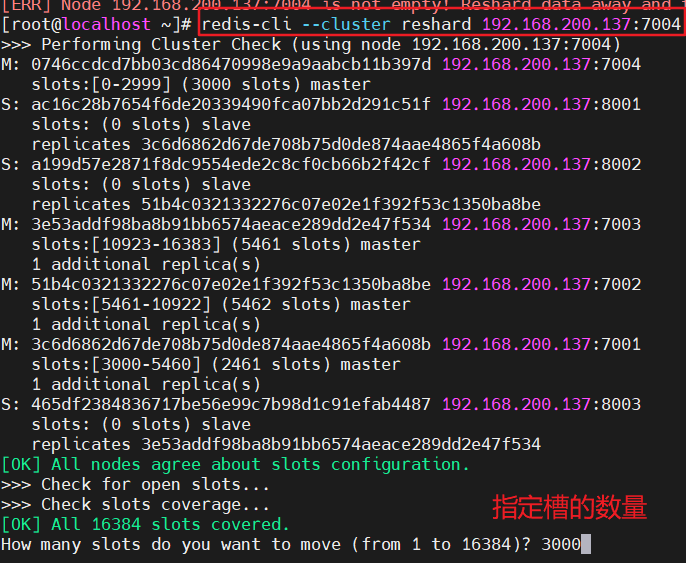 [ERR] Node 192.168.200.137:7004 is not empty! Reshard data away and
[root@localhost ~]# redis-cli --cluster reshard 192.168.200.137:7004
>>> Performing Cluster Check (using node 192.168.200.137:7004)
M: 0746ccdcd7bb03cd86470998e9a9aabcb11b397d 192.168.200.137:7004
slots:[0-2999] (3000 slots) master
S: ac16c28b7654f6de20339490fca07bb2d291c51f 192.168.200.137:8001
slots: (0 slots) slave
replicates 3c6d6862d67de708b75d0de874aae4865f4a608b
S: a199d57e2871f8dc9554ede2c8cf0cb66b2f42cf 192.168.200.137:8002
slots: (0 slots) slave
replicates 51b4c0321332276c07e02e1f392f53c1350ba8be
M: 3e53addf98ba8b91bb6574aeace289dd2e47f534 192.168.200.137:7003
slots:[10923-16383] (5461 slots) master
1 additional replica(s)
M: 51b4c0321332276c07e02e1f392f53c1350ba8be 192.168.200.137:7002
slots:[5461-10922] (5462 slots) master
1 additional replica(s)
M: 3c6d6862d67de708b75d0de874aae4865f4a608b 192.168.200.137:7001
slots:[3000-5460] (2461 slots) master
1 additional replica(s)
S: 465df2384836717be56e99c7b98d1c91efab4487 192.168.200.137:8003
slots: (0 slots) slave
replicates 3e53addf98ba8b91bb6574aeace289dd2e47f534
[OK] All nodes agree about slots configuration.
>>> Check for open slots...
>>> Check slots coverage...
[OK] All 16384 slots covered.
指定槽的数量
How many slots do you want to move (from 1 to 16384)? 3000